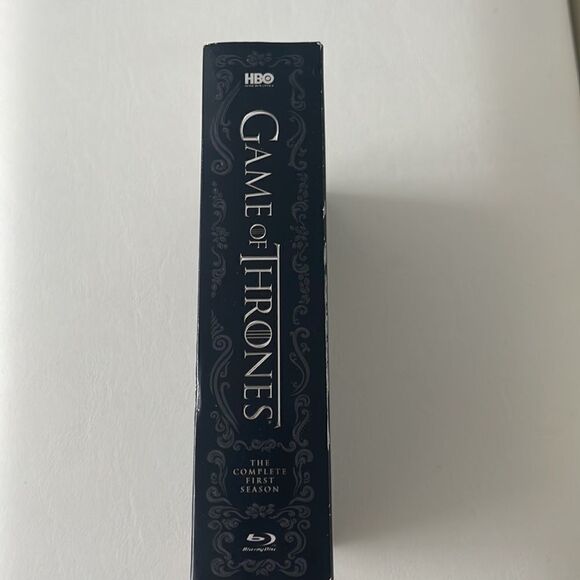 HBO
GAME OF THRONES
THE
COMPLETE
FIRST
SEASON
Blu-ray Disc